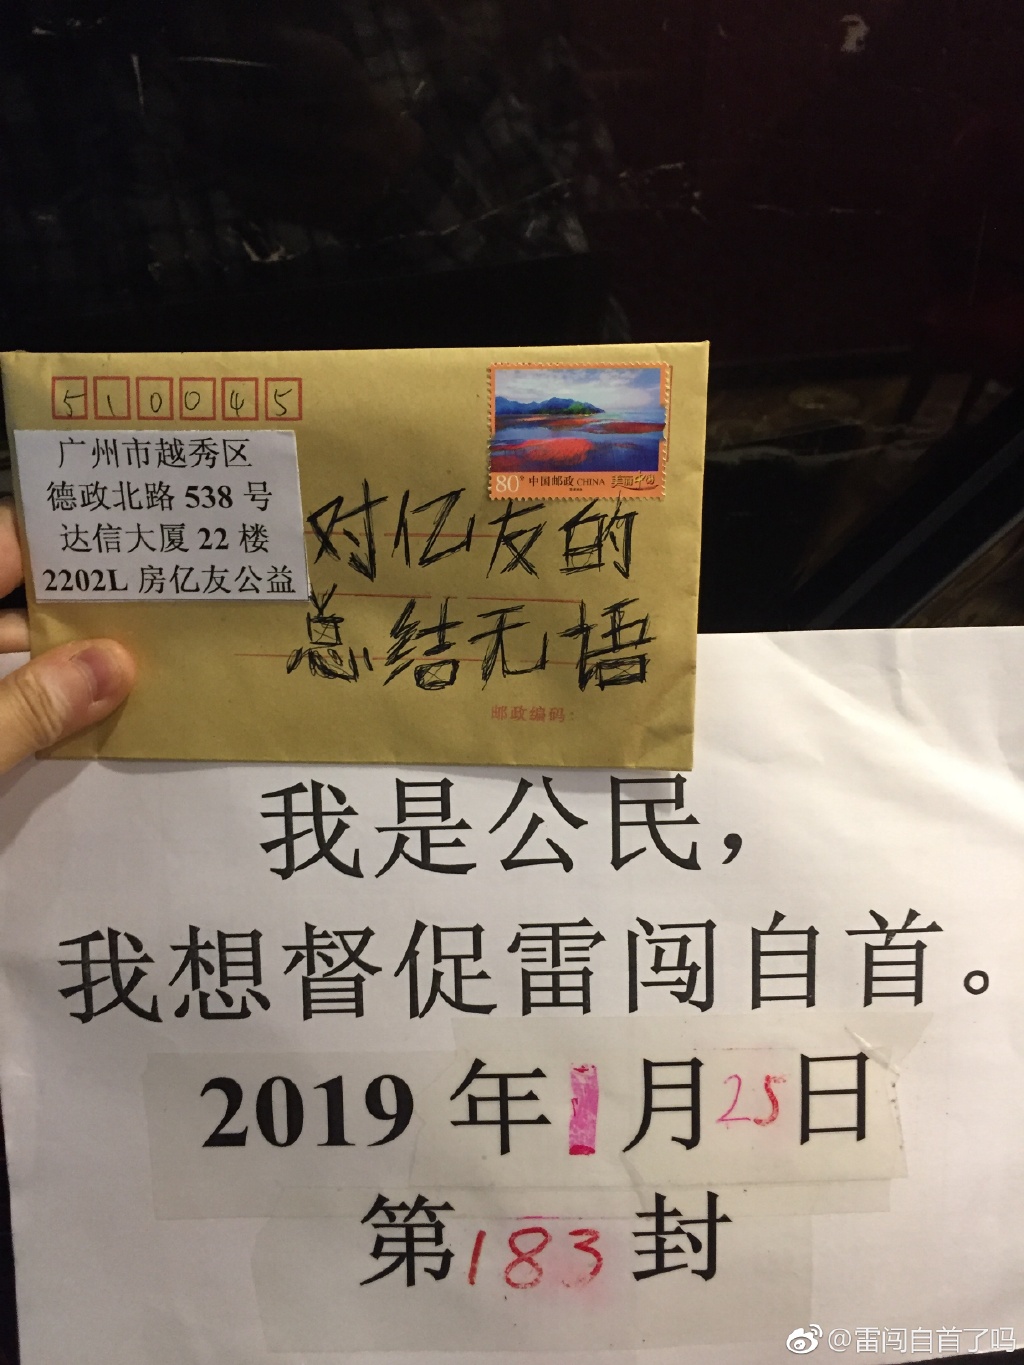 510045
广州市越秀区
德政北路 538 号
达信大厦 22 楼
2202L 房亿友公益
80分 中国邮政 CHINA 美丽中国
对亿友的
总结无语
邮政编码：
我是公民，
我想督促雷闯自首。
2019 年 1 月 25 日
第 183 封
@雷闯自首了吗